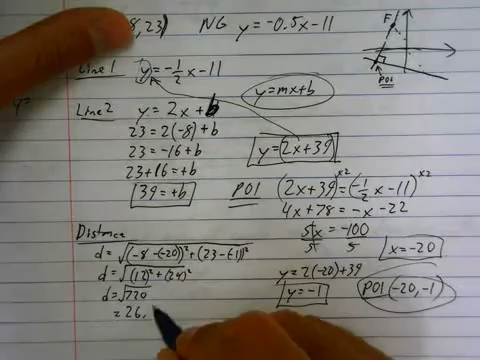 8,23) NG y=-0.5x-11
F
POI
Line 1 y=-1/2x-11
y=
y=mx+b
Line 2 y=2x+b
23=2(-8)+b
23=-16+b
23+16=+b
39=+b
y=2x+39
POI (2x+39)^x2=(-1/2x-11)^x2
4x+78=-x-22
5x=-100
5 5
x=-20
y=2(-20)+39
y=-1
POI(-20,-1)
Distance
d=√(-8-(-20))²+(23-(-1))²
d=√(12)²+(24)²
d=√720
=26.